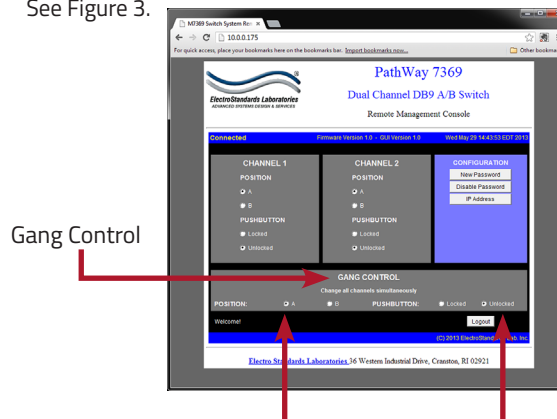 See Figure 3.
M7369 Switch System Rem
10.0.0.175
For quick access, place your bookmarks here on the bookmarks bar. Import bookmarks now...
Other bookma
PathWay 7369
Dual Channel DB9 A/B Switch
Remote Management Console
ElectroStandards Laboratories
ADVANCED SYSTEMS DESIGN & SERVICES
Connected Firmware Version 1.0 - GUI Version 1.0 Wed May 29 14:43:53 EDT 2013
CHANNEL 1
POSITION
A
B
PUSHBUTTON
Locked
Unlocked
CHANNEL 2
POSITION
A
B
PUSHBUTTON
Locked
Unlocked
CONFIGURATION
New Password
Disable Password
IP Address
Gang Control
GANG CONTROL
Change all channels simultaneously
POSITION: A B PUSHBUTTON: Locked Unlocked
Welcome! Logout
(C) 2013 ElectroStandards Lab. Inc.
Electro Standards Laboratories 36 Western Industrial Drive, Cranston, RI 02921